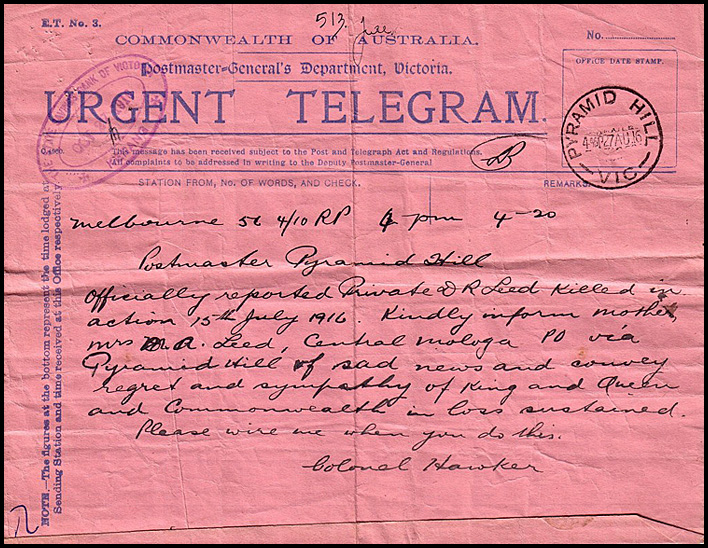 E.T. No. 3.
513.
COMMONWEALTH OF AUSTRALIA.
No.
Postmaster-General's Department, Victoria.
OFFICE DATE STAMP.
URGENT TELEGRAM.
PYRAMID HILL
27 AU 16
VIC
This message has been received subject to the Post and Telegraph Act and Regulations.
All complaints to be addressed in writing to the Deputy Postmaster-General
STATION FROM, No. OF WORDS, AND CHECK.
REMARKS.
Melbourne 56 4/10 RP 4 pm 4-20
Postmaster Pyramid Hill
Officially reported Private D R Leed Killed in
action 15th July 1916. Kindly inform mother
mrs A. Leed, Central Mologa PO via
Pyramid Hill of sad news and convey
regret and sympathy of King and Queen
and Commonwealth in loss sustained.
Please wire me when you do this.
Colonel Hawker
NOTE.—The figures at the bottom represent the time lodged at
Sending Station and time received at this Office respectively.